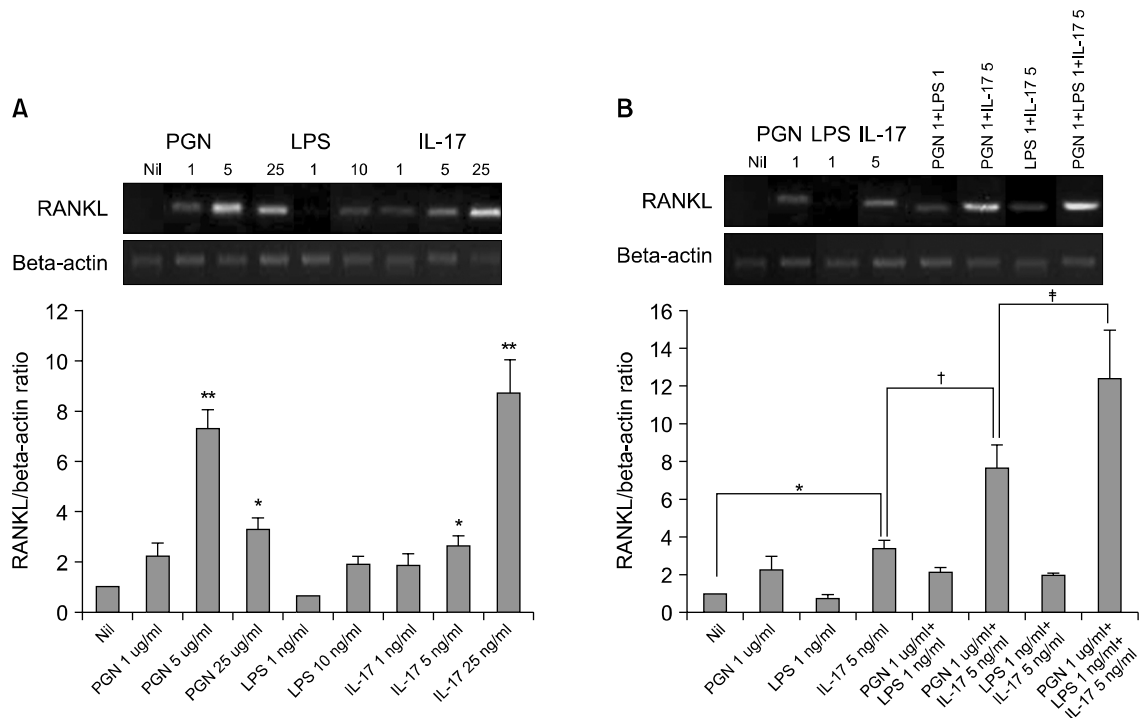 A
PGN LPS IL-17
Nil 1 5 25 1 10 1 5 25
RANKL
Beta-actin
RANKL/beta-actin ratio
12
10
8
6
4
2
0
**
*
*
**
Nil
PGN 1 ug/ml
PGN 5 ug/ml
PGN 25 ug/ml
LPS 1 ng/ml
LPS 10 ng/ml
IL-17 1 ng/ml
IL-17 5 ng/ml
IL-17 25 ng/ml
B
PGN LPS IL-17
Nil 1 1 5
PGN 1+LPS 1
PGN 1+IL-17 5
LPS 1+IL-17 5
PGN 1+LPS 1+IL-17 5
RANKL
Beta-actin
RANKL/beta-actin ratio
16
14
12
10
8
6
4
2
0
*
†
‡
Nil
PGN 1 ug/ml
LPS 1 ng/ml
IL-17 5 ng/ml
PGN 1 ug/ml+
LPS 1 ng/ml
PGN 1 ug/ml+
IL-17 5 ng/ml
LPS 1 ng/ml+
IL-17 5 ng/ml
PGN 1 ug/ml+
LPS 1 ng/ml+
IL-17 5 ng/ml